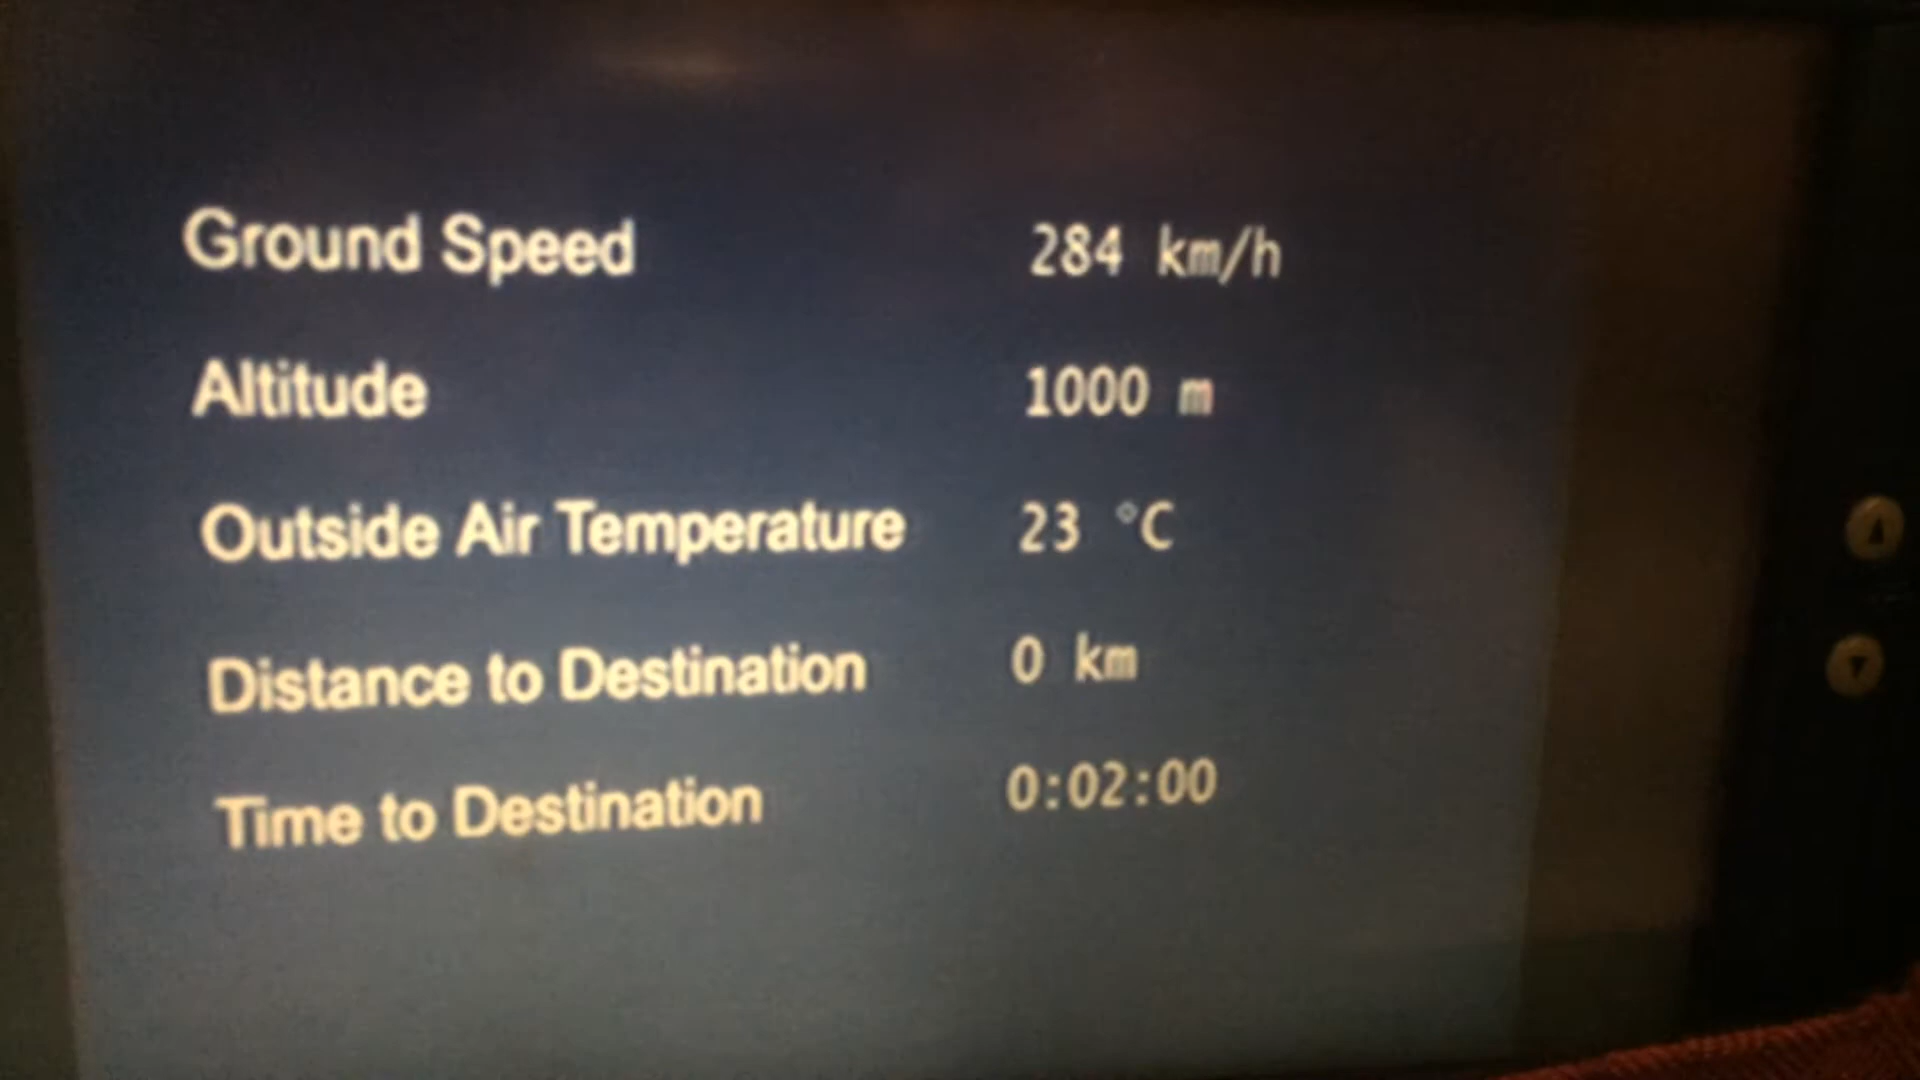 Ground Speed 284 km/h
Altitude 1000 m
Outside Air Temperature 23 °C
Distance to Destination 0 km
Time to Destination 0:02:00